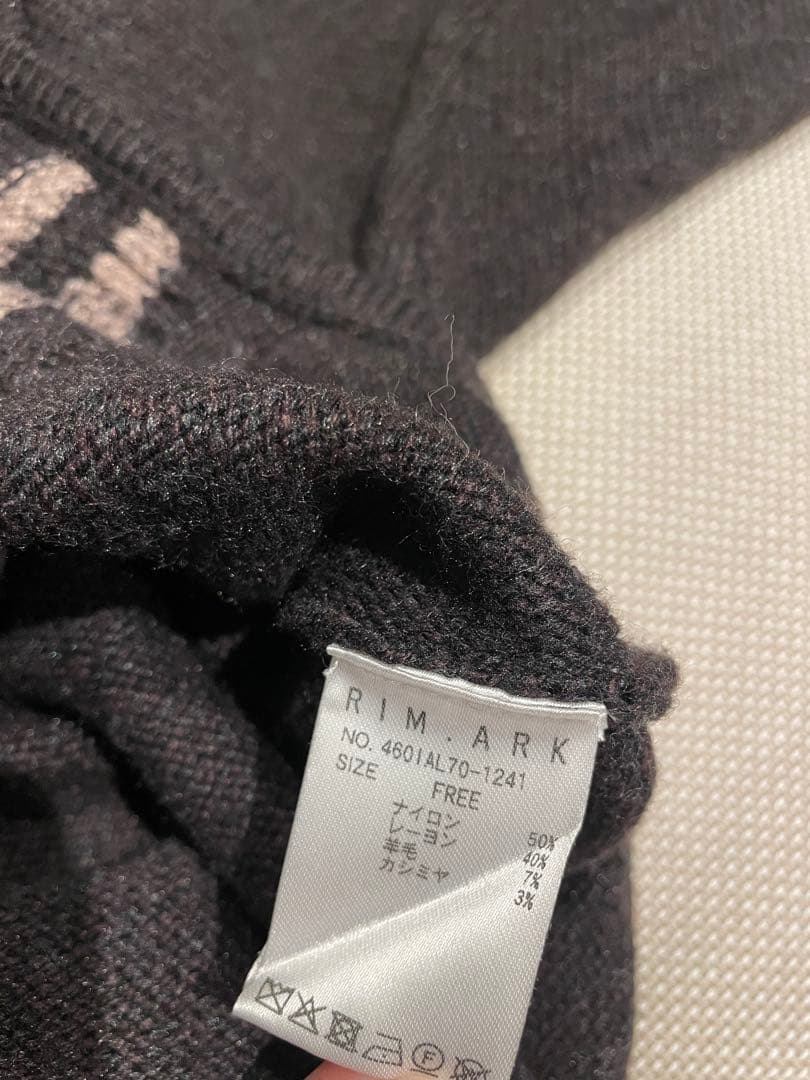 RIM.ARK
NO. 460IAL70-1241
SIZE FREE
ナイロン 50%
レーヨン 40%
羊毛 7%
カシミヤ 3%
F